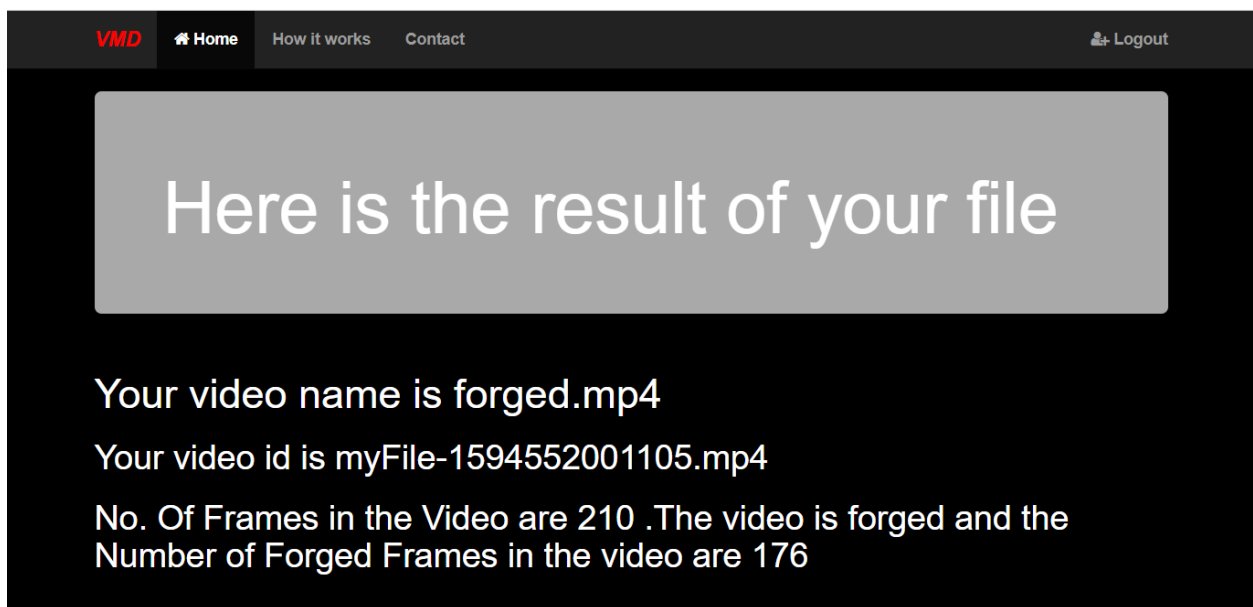 VMD Home How it works Contact Logout
Here is the result of your file
Your video name is forged.mp4
Your video id is myFile-1594552001105.mp4
No. Of Frames in the Video are 210 .The video is forged and the
Number of Forged Frames in the video are 176